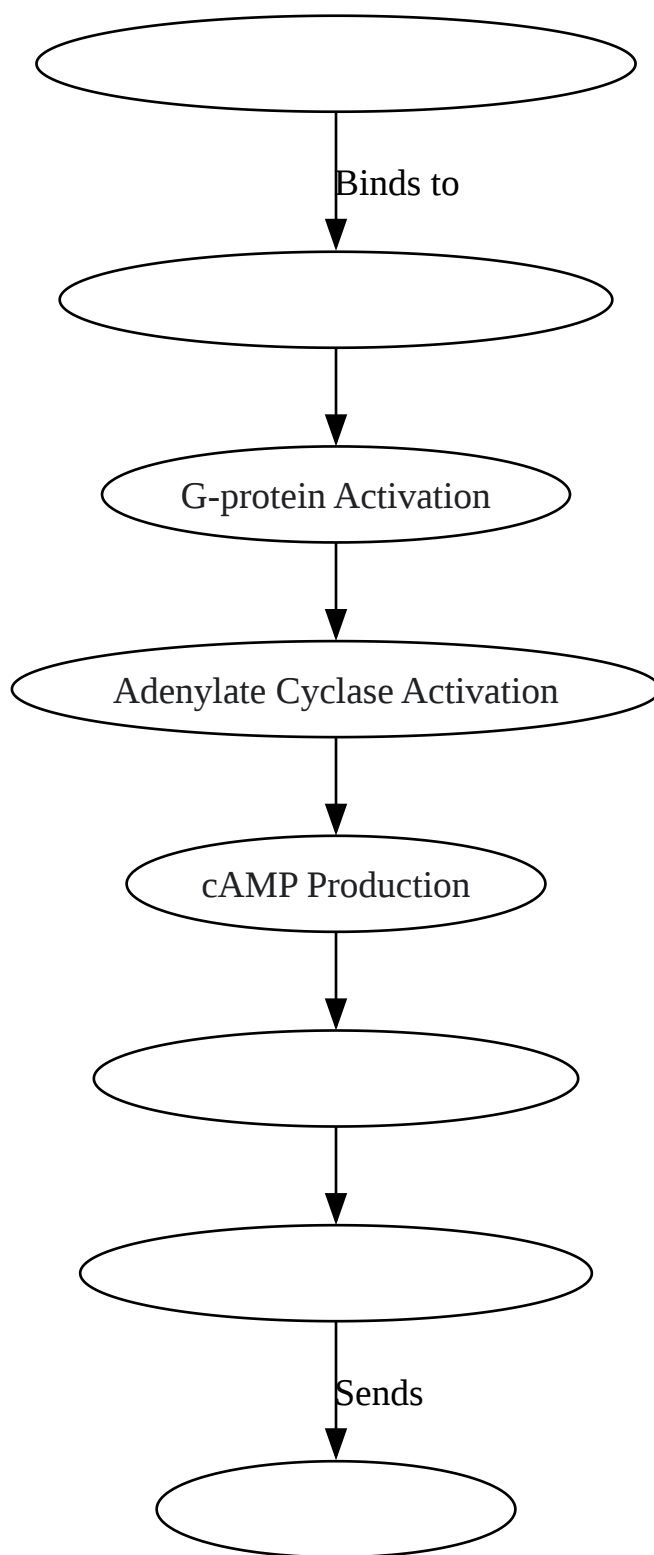 Binds to
G-protein Activation
Adenylate Cyclase Activation
cAMP Production
Sends